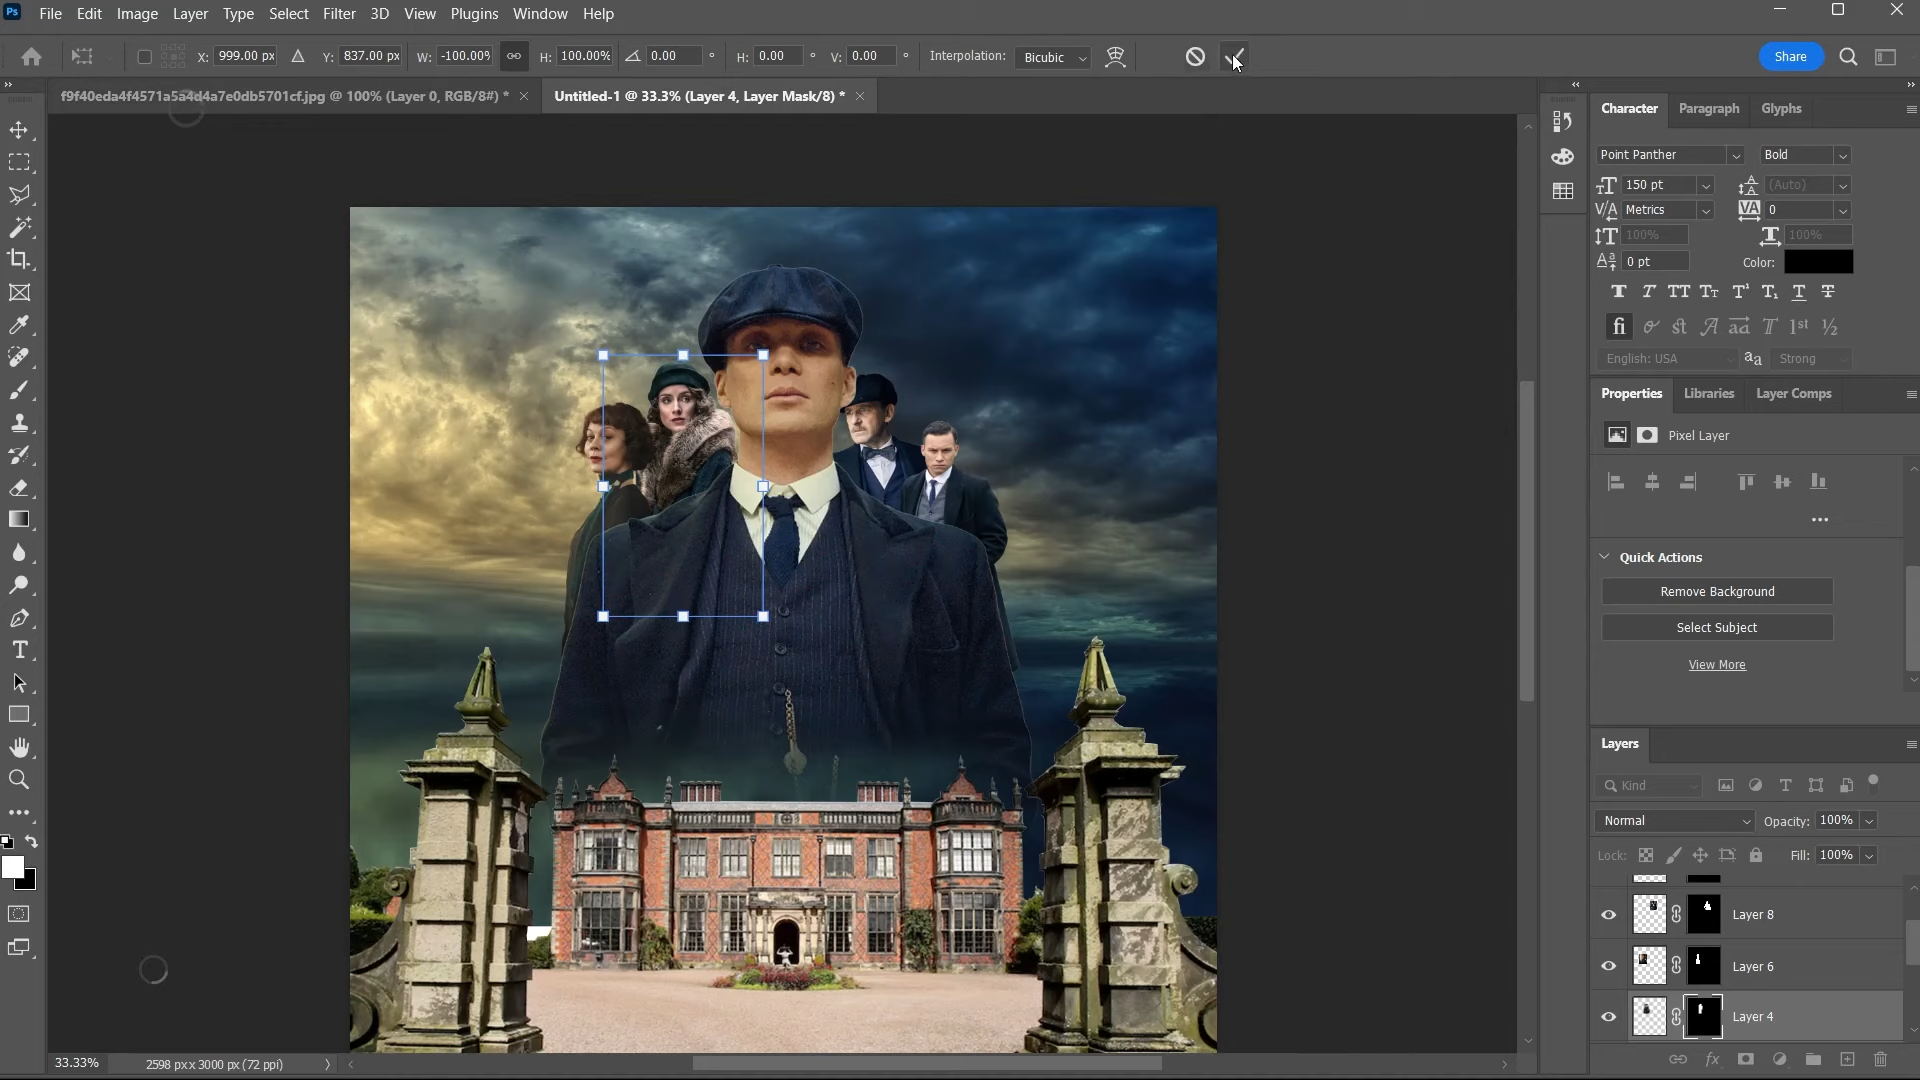 Ps File Edit Image Layer Type Select Filter 3D View Plugins Window Help
X: 999.00 px Y: 837.00 px W: -100.00% H: 100.00% 0.00 ° H: 0.00 ° V: 0.00 ° Interpolation: Bicubic Share
f9f40eda4f4571a5a4d4a7e0db5701cf.jpg @ 100% (Layer 0, RGB/8#) * Untitled-1 @ 33.3% (Layer 4, Layer Mask/8) *
Character Paragraph Glyphs
Point Panther Bold
150 pt (Auto)
Metrics 0
100% 100%
0 pt Color:
English: USA Strong
Properties Libraries Layer Comps
Pixel Layer
Quick Actions
Remove Background
Select Subject
View More
Layers
Kind
Normal Opacity: 100%
Lock: Fill: 100%
Layer 8
Layer 6
Layer 4
33.33% 2598 px x 3000 px (72 ppi)